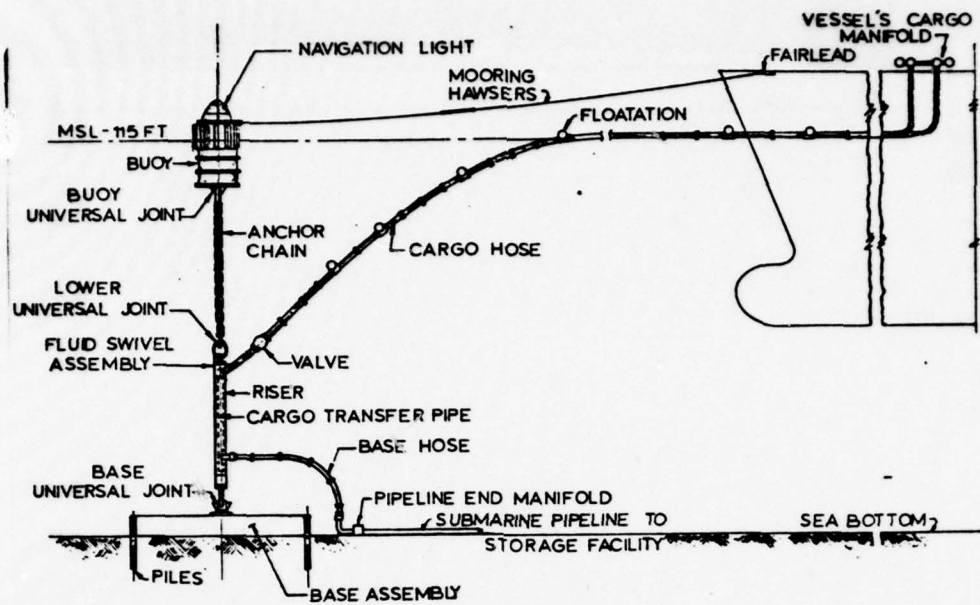 VESSEL'S CARGO
MANIFOLD
NAVIGATION LIGHT
FAIRLEAD
MOORING
HAWSERS
FLOATATION
MSL-115 FT
BUOY
BUOY
UNIVERSAL JOINT
ANCHOR
CHAIN
CARGO HOSE
LOWER
UNIVERSAL JOINT
FLUID SWIVEL
ASSEMBLY
VALVE
RISER
CARGO TRANSFER PIPE
BASE HOSE
BASE
UNIVERSAL JOINT
PIPELINE END MANIFOLD
SUBMARINE PIPELINE TO
STORAGE FACILITY
SEA BOTTOM
PILES
BASE ASSEMBLY